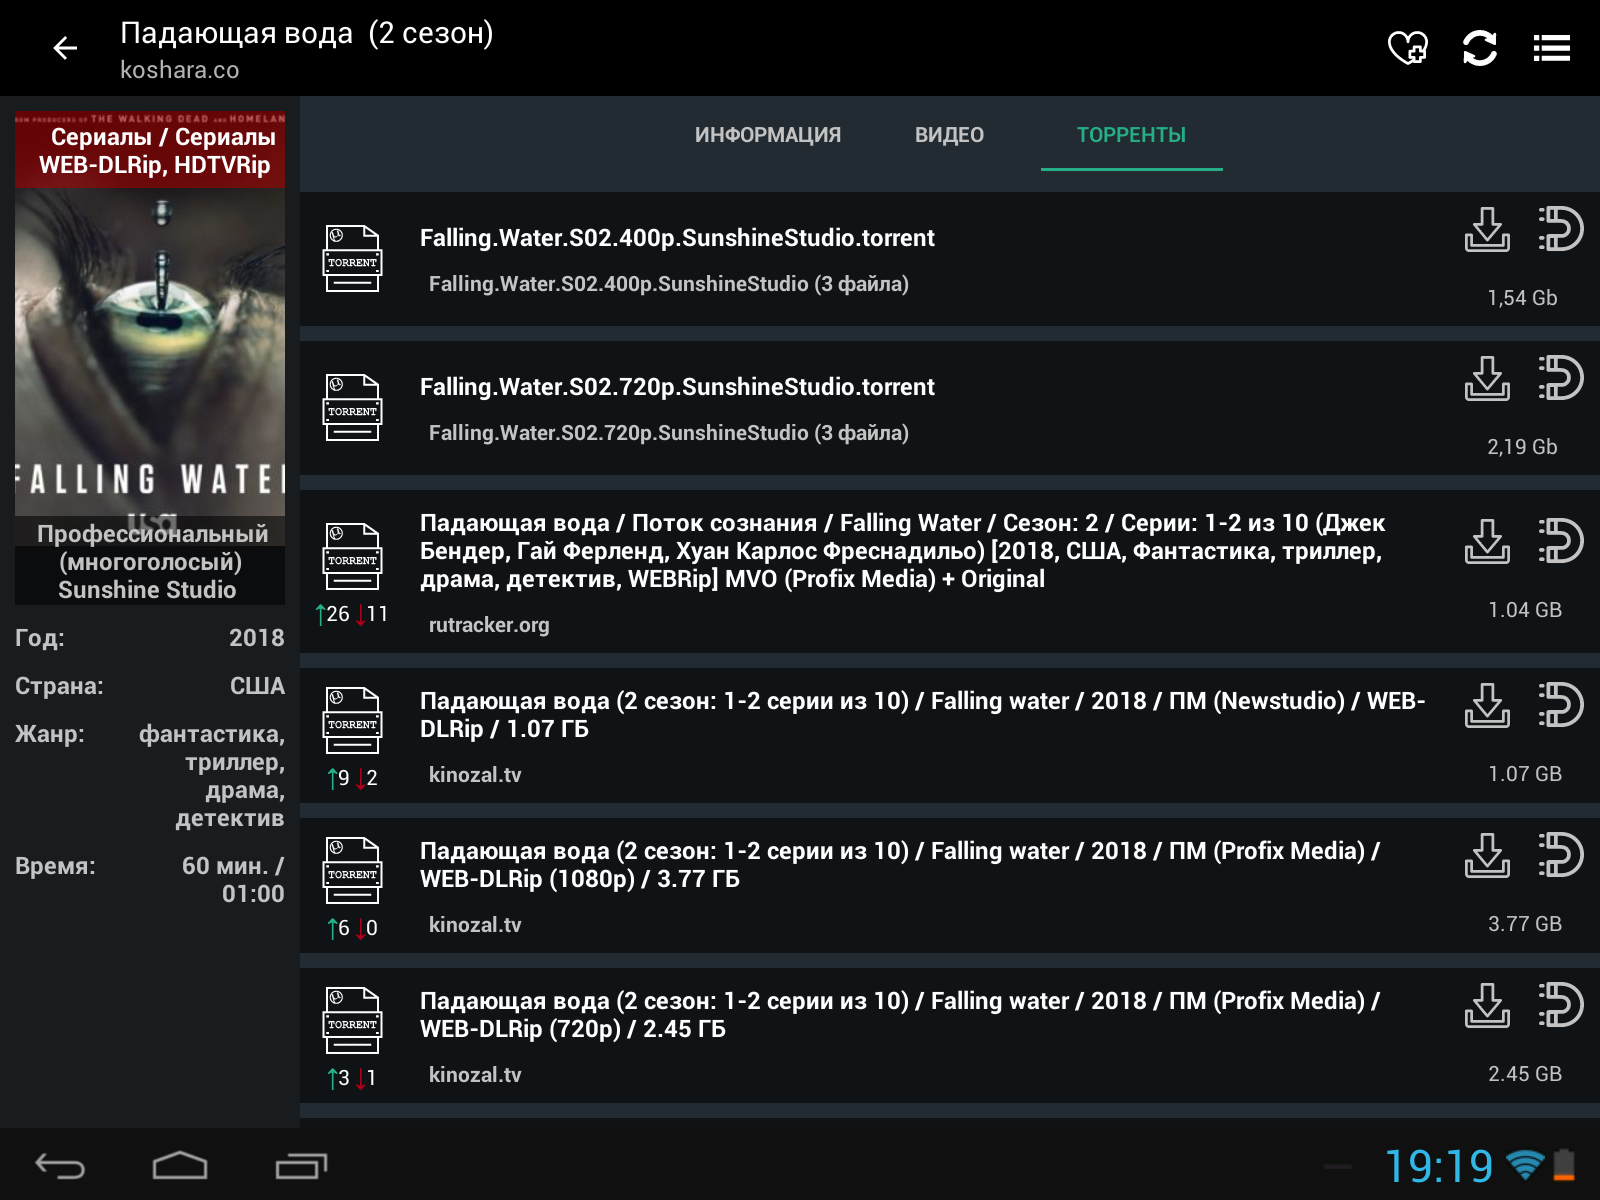 Падающая вода (2 сезон)
koshara.co
FROM PRODUCERS OF THE WALKING DEAD AND HOMELAN
Сериалы / Сериалы
WEB-DLRip, HDTVRip
FALLING WATER
usa
Профессиональный
(многоголосый)
Sunshine Studio
Год: 2018
Страна: США
Жанр: фантастика,
триллер,
драма,
детектив
Время: 60 мин. /
01:00
ИНФОРМАЦИЯ ВИДЕО ТОРРЕНТЫ
TORRENT
Falling.Water.S02.400p.SunshineStudio.torrent
Falling.Water.S02.400p.SunshineStudio (3 файла)
1,54 Gb
TORRENT
Falling.Water.S02.720p.SunshineStudio.torrent
Falling.Water.S02.720p.SunshineStudio (3 файла)
2,19 Gb
TORRENT
Падающая вода / Поток сознания / Falling Water / Сезон: 2 / Серии: 1-2 из 10 (Джек
Бендер, Гай Ферленд, Хуан Карлос Фреснадильо) [2018, США, Фантастика, триллер,
драма, детектив, WEBRip] MVO (Profix Media) + Original
↑26 ↓11
rutracker.org
1.04 GB
TORRENT
Падающая вода (2 сезон: 1-2 серии из 10) / Falling water / 2018 / ПМ (Newstudio) / WEB-
DLRip / 1.07 ГБ
↑9 ↓2
kinozal.tv
1.07 GB
TORRENT
Падающая вода (2 сезон: 1-2 серии из 10) / Falling water / 2018 / ПМ (Profix Media) /
WEB-DLRip (1080p) / 3.77 ГБ
↑6 ↓0
kinozal.tv
3.77 GB
TORRENT
Падающая вода (2 сезон: 1-2 серии из 10) / Falling water / 2018 / ПМ (Profix Media) /
WEB-DLRip (720p) / 2.45 ГБ
↑3 ↓1
kinozal.tv
2.45 GB
19:19